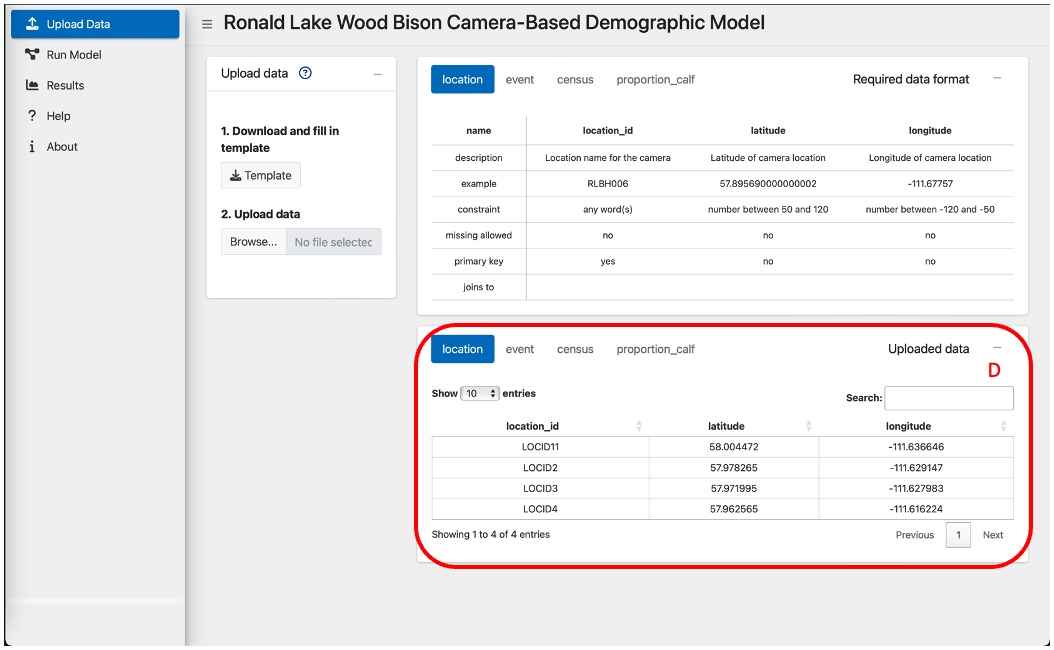 Upload Data
Run Model
Results
? Help
i About
Ronald Lake Wood Bison Camera-Based Demographic Model
Upload data ?
1. Download and fill in
template
Template
2. Upload data
Browse... No file selected
location event census proportion_calf Required data format
name location_id latitude longitude
description Location name for the camera Latitude of camera location Longitude of camera location
example RLBH006 57.895690000000002 -111.67757
constraint any word(s) number between 50 and 120 number between -120 and -50
missing allowed no no no
primary key yes no no
joins to
location event census proportion_calf Uploaded data
D
Show 10 entries Search:
location_id latitude longitude
LOCID11 58.004472 -111.636646
LOCID2 57.978265 -111.629147
LOCID3 57.971995 -111.627983
LOCID4 57.962565 -111.616224
Showing 1 to 4 of 4 entries Previous 1 Next